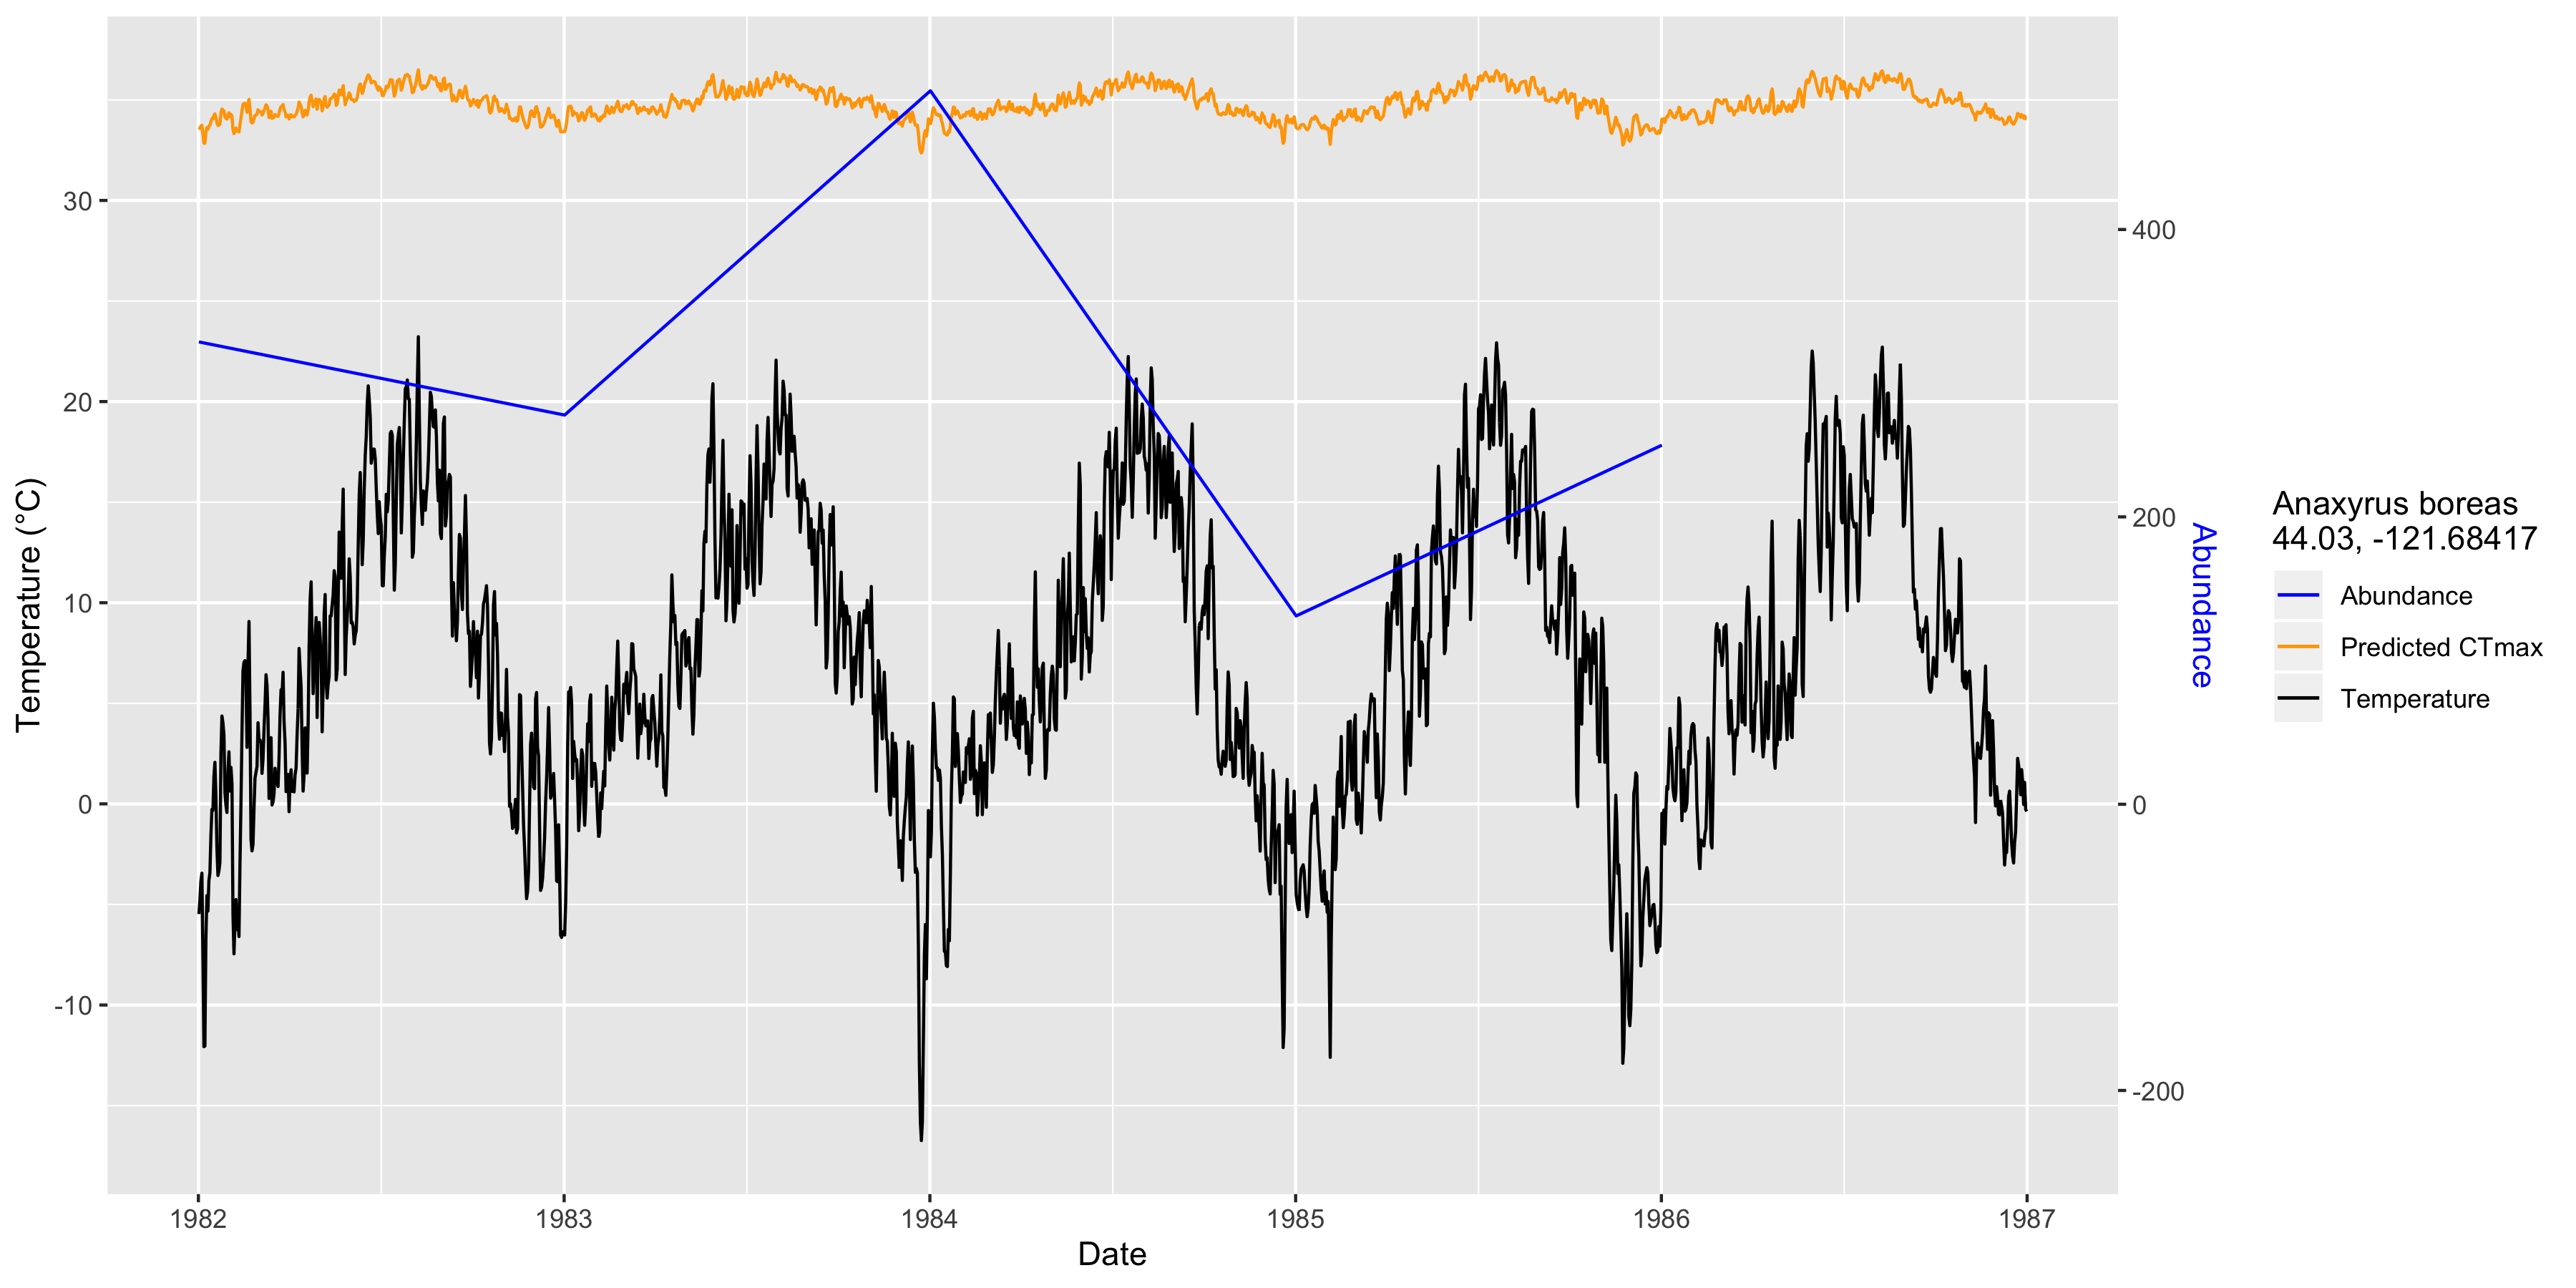 Temperature (°C)
30
20
10
0
-10
400
200
0
-200
Abundance
1982
1983
1984
1985
1986
1987
Date
Anaxyrus boreas
44.03, -121.68417
Abundance
Predicted CTmax
Temperature